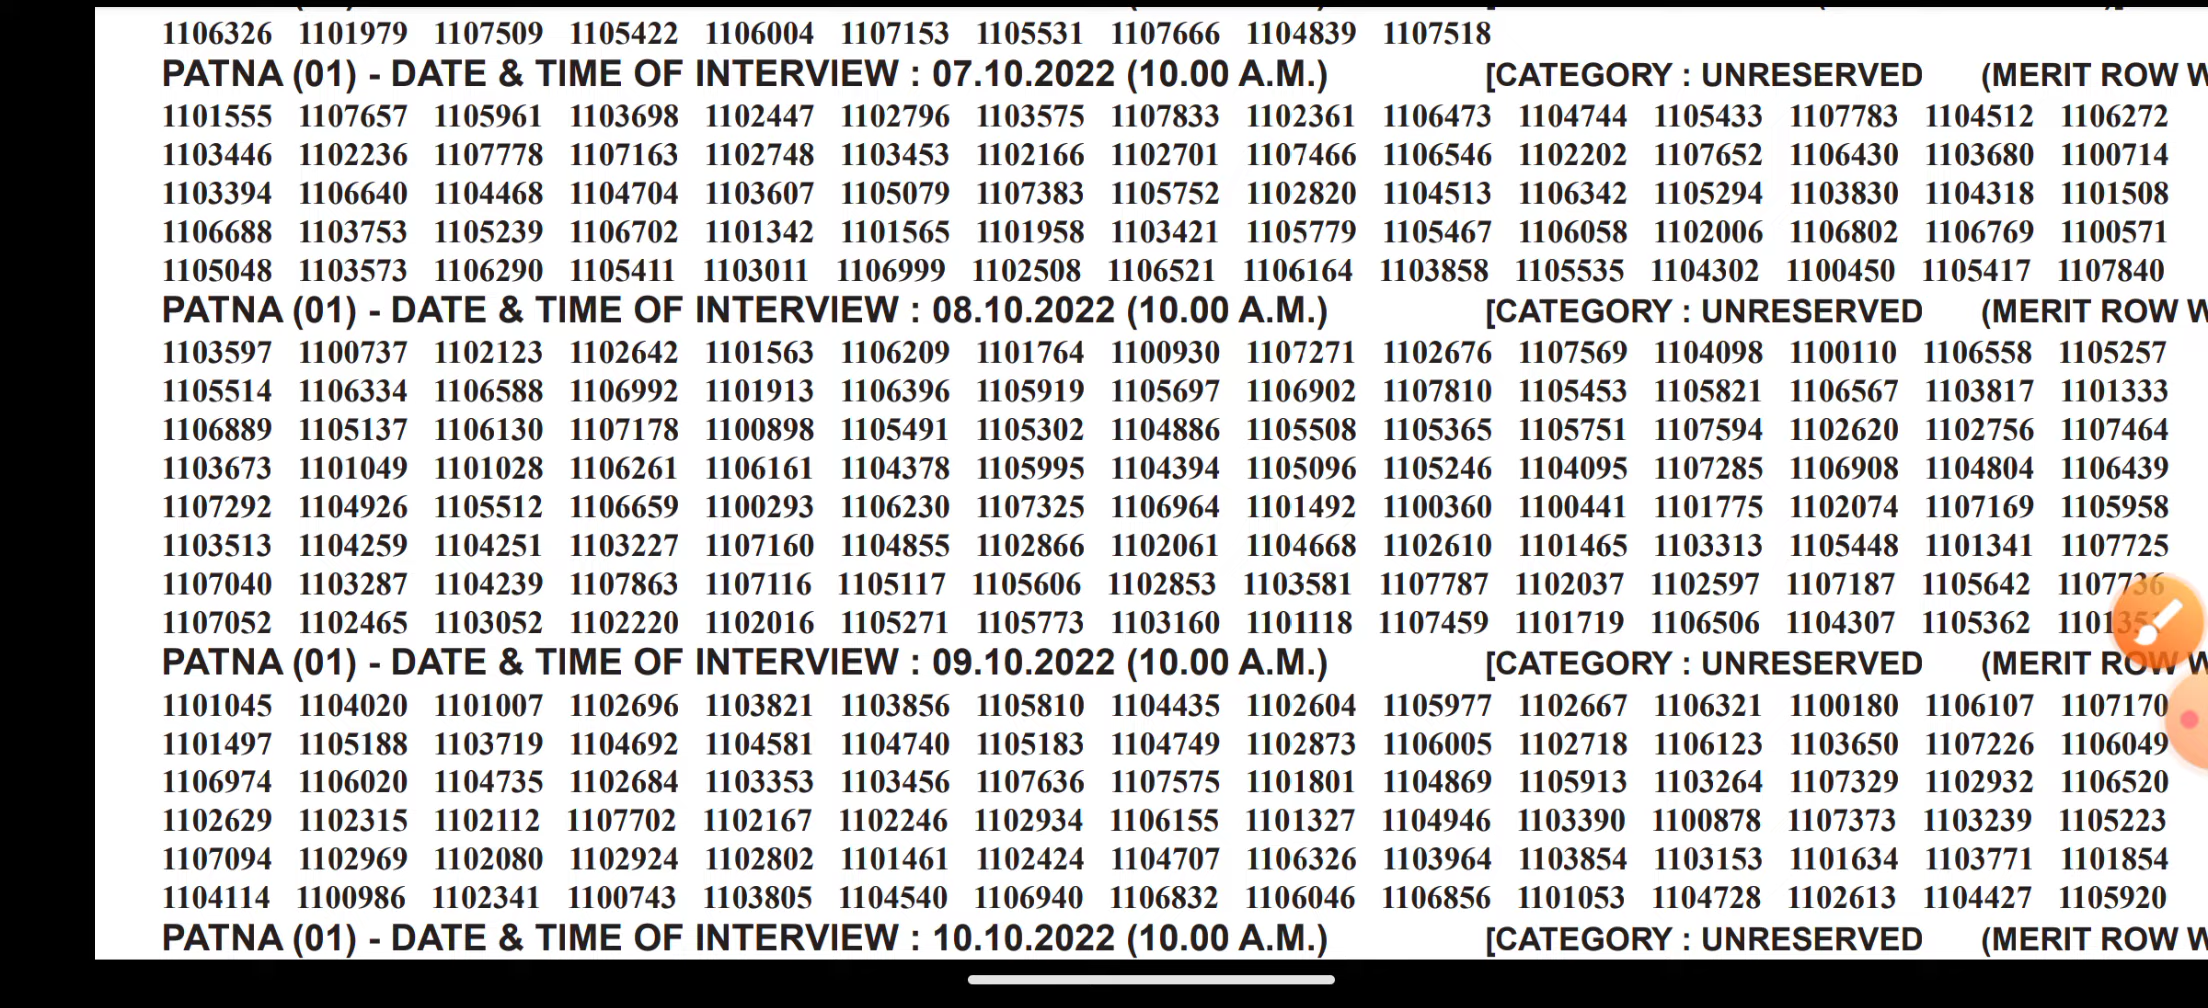 1106326 1101979 1107509 1105422 1106004 1107153 1105531 1107666 1104839 1107518
PATNA (01) - DATE & TIME OF INTERVIEW : 07.10.2022 (10.00 A.M.) [CATEGORY : UNRESERVED (MERIT ROW W
1101555 1107657 1105961 1103698 1102447 1102796 1103575 1107833 1102361 1106473 1104744 1105433 1107783 1104512 1106272
1103446 1102236 1107778 1107163 1102748 1103453 1102166 1102701 1107466 1106546 1102202 1107652 1106430 1103680 1100714
1103394 1106640 1104468 1104704 1103607 1105079 1107383 1105752 1102820 1104513 1106342 1105294 1103830 1104318 1101508
1106688 1103753 1105239 1106702 1101342 1101565 1101958 1103421 1105779 1105467 1106058 1102006 1106802 1106769 1100571
1105048 1103573 1106290 1105411 1103011 1106999 1102508 1106521 1106164 1103858 1105535 1104302 1100450 1105417 1107840
PATNA (01) - DATE & TIME OF INTERVIEW : 08.10.2022 (10.00 A.M.) [CATEGORY : UNRESERVED (MERIT ROW W
1103597 1100737 1102123 1102642 1101563 1106209 1101764 1100930 1107271 1102676 1107569 1104098 1100110 1106558 1105257
1105514 1106334 1106588 1106992 1101913 1106396 1105919 1105697 1106902 1107810 1105453 1105821 1106567 1103817 1101333
1106889 1105137 1106130 1107178 1100898 1105491 1105302 1104886 1105508 1105365 1105751 1107594 1102620 1102756 1107464
1103673 1101049 1101028 1106261 1106161 1104378 1105995 1104394 1105096 1105246 1104095 1107285 1106908 1104804 1106439
1107292 1104926 1105512 1106659 1100293 1106230 1107325 1106964 1101492 1100360 1100441 1101775 1102074 1107169 1105958
1103513 1104259 1104251 1103227 1107160 1104855 1102866 1102061 1104668 1102610 1101465 1103313 1105448 1101341 1107725
1107040 1103287 1104239 1107863 1107116 1105117 1105606 1102853 1103581 1107787 1102037 1102597 1107187 1105642 1107736
1107052 1102465 1103052 1102220 1102016 1105271 1105773 1103160 1101118 1107459 1101719 1106506 1104307 1105362
PATNA (01) - DATE & TIME OF INTERVIEW : 09.10.2022 (10.00 A.M.) [CATEGORY : UNRESERVED (MERIT ROW W
1101045 1104020 1101007 1102696 1103821 1103856 1105810 1104435 1102604 1105977 1102667 1106321 1100180 1106107 1107170
1101497 1105188 1103719 1104692 1104581 1104740 1105183 1104749 1102873 1106005 1102718 1106123 1103650 1107226 1106049
1106974 1106020 1104735 1102684 1103353 1103456 1107636 1107575 1101801 1104869 1105913 1103264 1107329 1102932 1106520
1102629 1102315 1102112 1107702 1102167 1102246 1102934 1106155 1101327 1104946 1103390 1100878 1107373 1103239 1105223
1107094 1102969 1102080 1102924 1102802 1101461 1102424 1104707 1106326 1103964 1103854 1103153 1101634 1103771 1101854
1104114 1100986 1102341 1100743 1103805 1104540 1106940 1106832 1106046 1106856 1101053 1104728 1102613 1104427 1105920
PATNA (01) - DATE & TIME OF INTERVIEW : 10.10.2022 (10.00 A.M.) [CATEGORY : UNRESERVED (MERIT ROW W